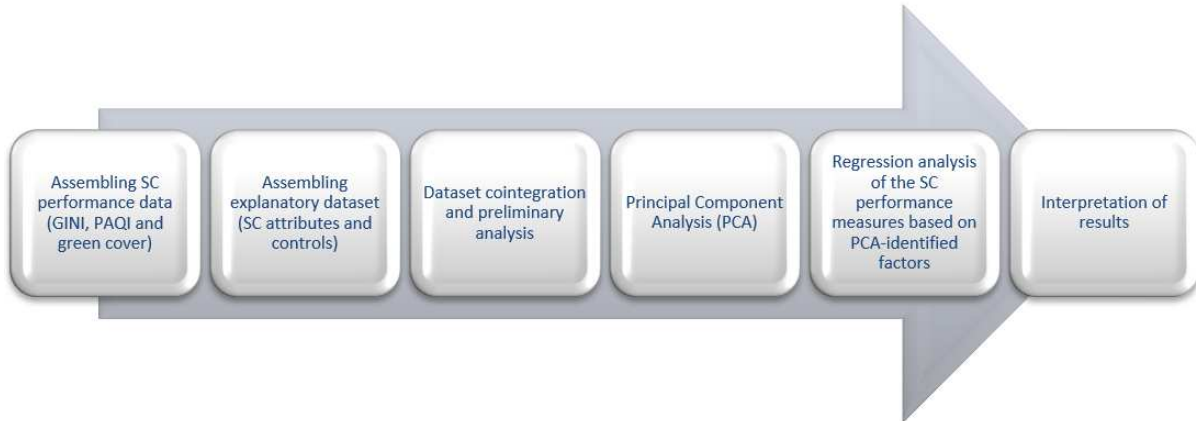 Assembling SC
performance data
(GINI, PAQI and
green cover)
Assembling
explanatory dataset
(SC attributes and
controls)
Dataset cointegration
and preliminary
analysis
Principal Component
Analysis (PCA)
Regression analysis
of the SC
performance
measures based on
PCA-identified
factors
Interpretation of
results